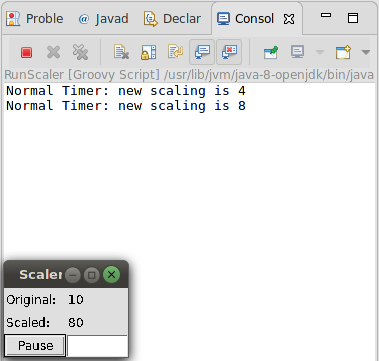 Proble Javad Declar Consol
RunScaler [Groovy Script] /usr/lib/jvm/java-8-openjdk/bin/java
Normal Timer: new scaling is 4
Normal Timer: new scaling is 8
Scaler
Original: 10
Scaled: 80
Pause